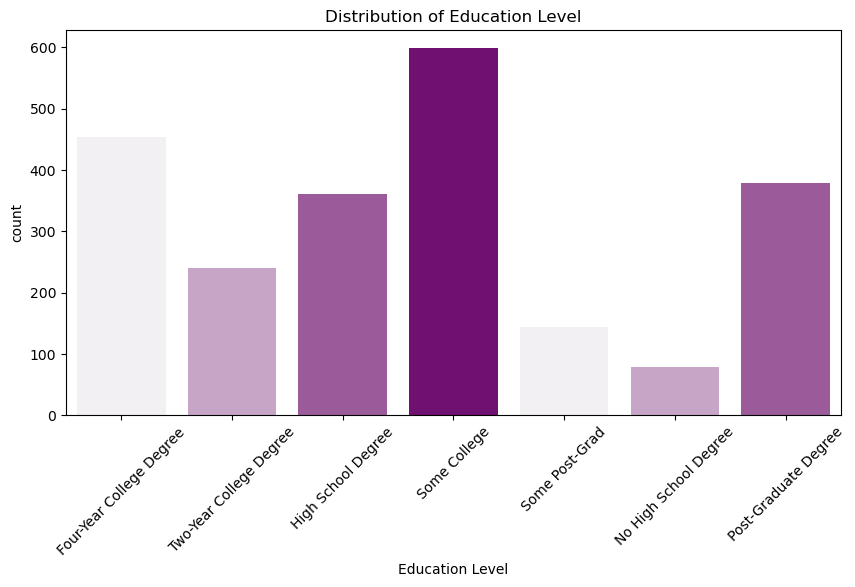 Distribution of Education Level
count
600
500
400
300
200
100
0
Four-Year College Degree
Two-Year College Degree
High School Degree
Some College
Some Post-Grad
No High School Degree
Post-Graduate Degree
Education Level